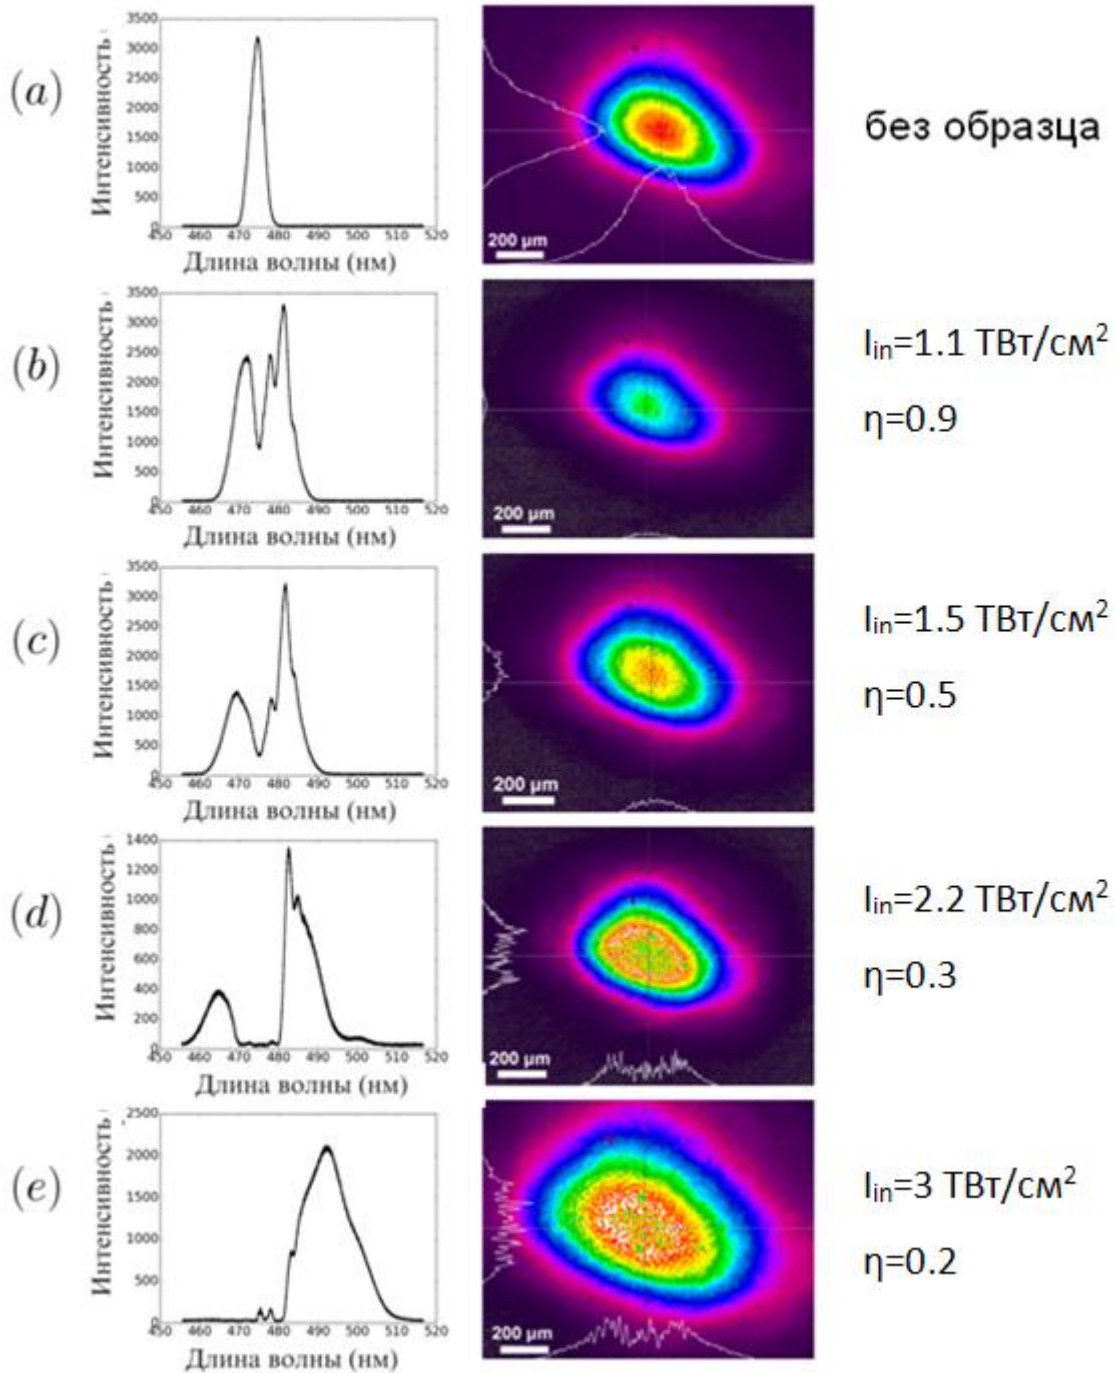 (a)
Интенсивность
3500
3000
2500
2000
1500
1000
500
0
450 460 470 480 490 500 510 520
Длина волны (нм)
200 µm
без образца
(b)
Интенсивность
3500
3000
2500
2000
1500
1000
500
0
450 460 470 480 490 500 510 520
Длина волны (нм)
200 µm
Iin=1.1 ТВт/см²
η=0.9
(c)
Интенсивность
3500
3000
2500
2000
1500
1000
500
0
450 460 470 480 490 500 510 520
Длина волны (нм)
200 µm
Iin=1.5 ТВт/см²
η=0.5
(d)
Интенсивность
1400
1200
1000
800
600
400
200
0
450 460 470 480 490 500 510 520
Длина волны (нм)
200 µm
Iin=2.2 ТВт/см²
η=0.3
(e)
Интенсивность
2500
2000
1500
1000
500
0
450 460 470 480 490 500 510 520
Длина волны (нм)
200 µm
Iin=3 ТВт/см²
η=0.2